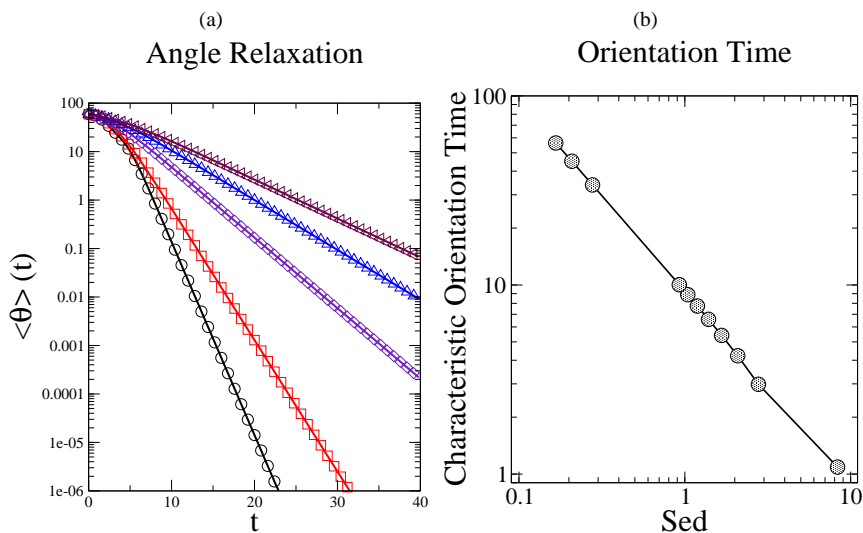 (a)
Angle Relaxation
100
10
1
0.1
0.01
0.001
0.0001
1e-05
1e-06
0
10
20
30
40
t
<θ> (t)
(b)
Orientation Time
100
10
1
0.1
1
10
Sed
Characteristic Orientation Time